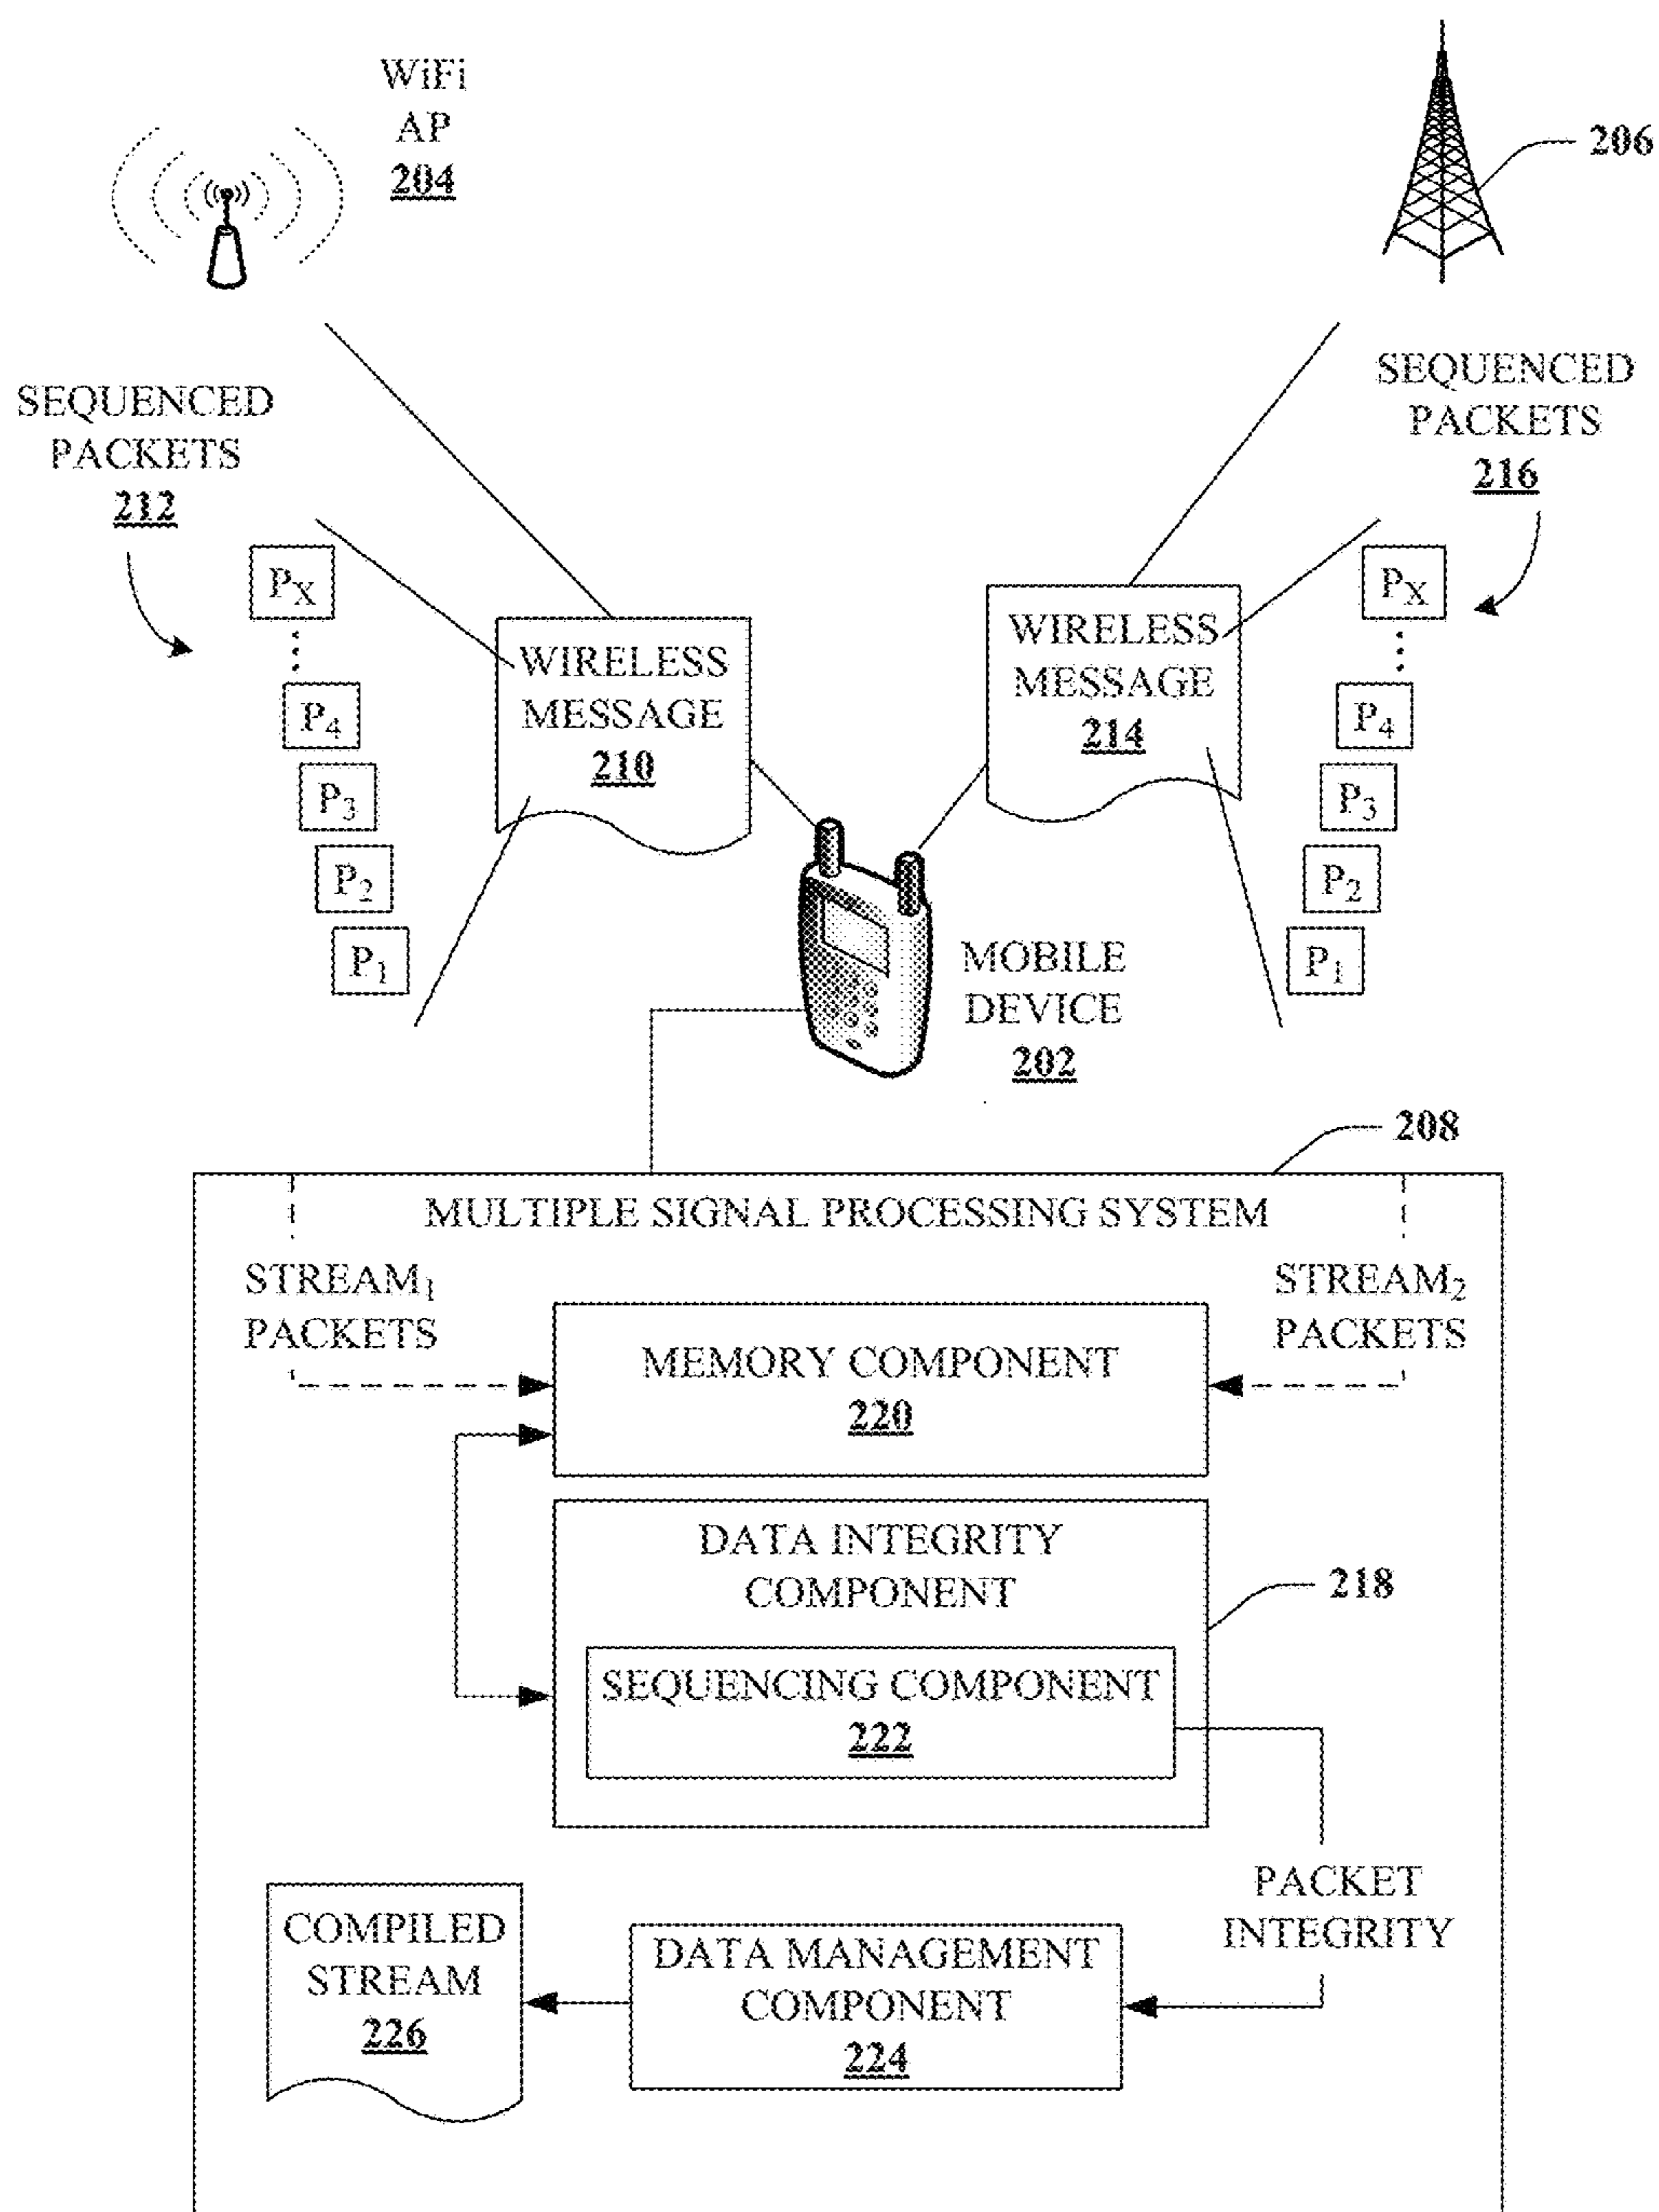 WiFi
AP
204
206
SEQUENCED
PACKETS
212
SEQUENCED
PACKETS
216
PX
P4
P3
P2
P1
WIRELESS
MESSAGE
210
WIRELESS
MESSAGE
214
PX
P4
P3
P2
P1
MOBILE
DEVICE
202
208
MULTIPLE SIGNAL PROCESSING SYSTEM
STREAM1
PACKETS
STREAM2
PACKETS
MEMORY COMPONENT
220
DATA INTEGRITY
COMPONENT
218
SEQUENCING COMPONENT
222
PACKET
INTEGRITY
COMPILED
STREAM
226
DATA MANAGEMENT
COMPONENT
224